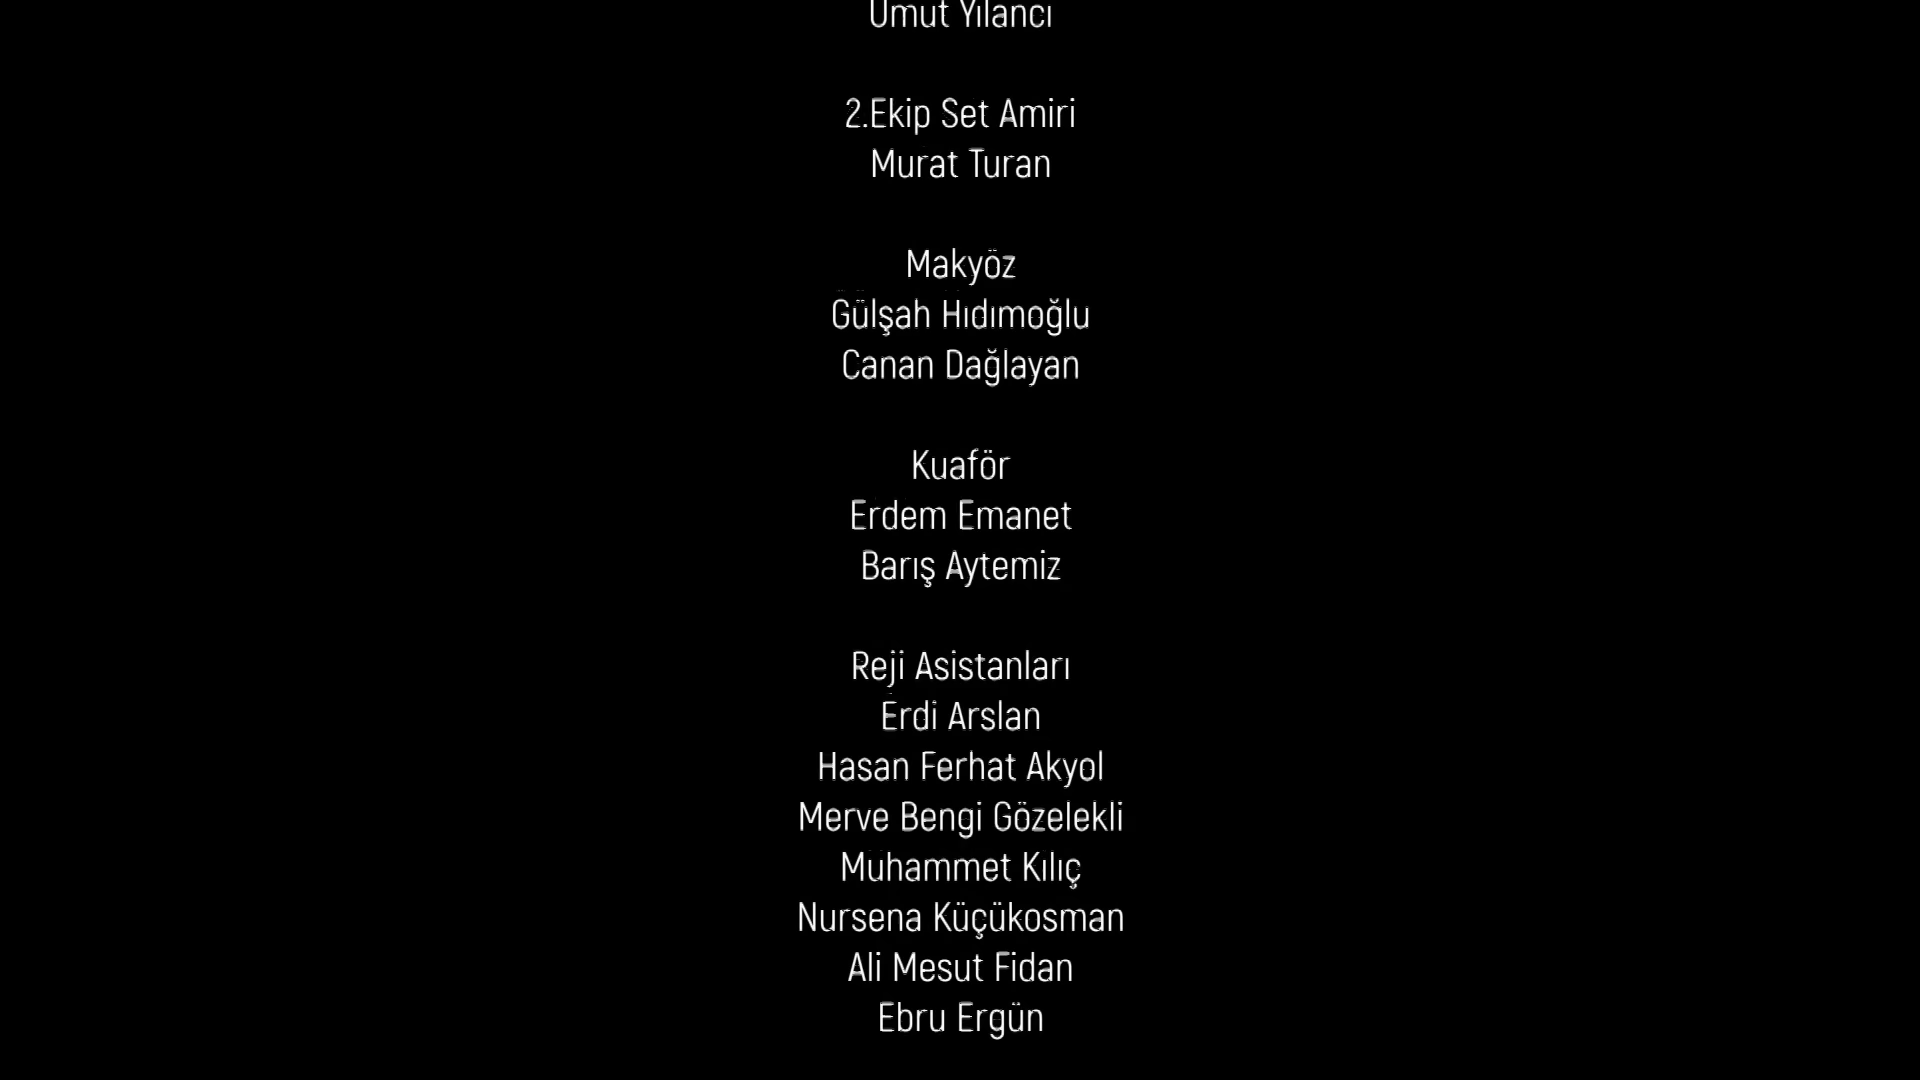 Umut Yılancı
2.Ekip Set Amiri
Murat Turan
Makyöz
Gülşah Hıdımoğlu
Canan Dağlayan
Kuaför
Erdem Emanet
Barış Aytemiz
Reji Asistanları
Erdi Arslan
Hasan Ferhat Akyol
Merve Bengi Gözelekli
Muhammet Kılıç
Nursena Küçükosman
Ali Mesut Fidan
Ebru Ergün